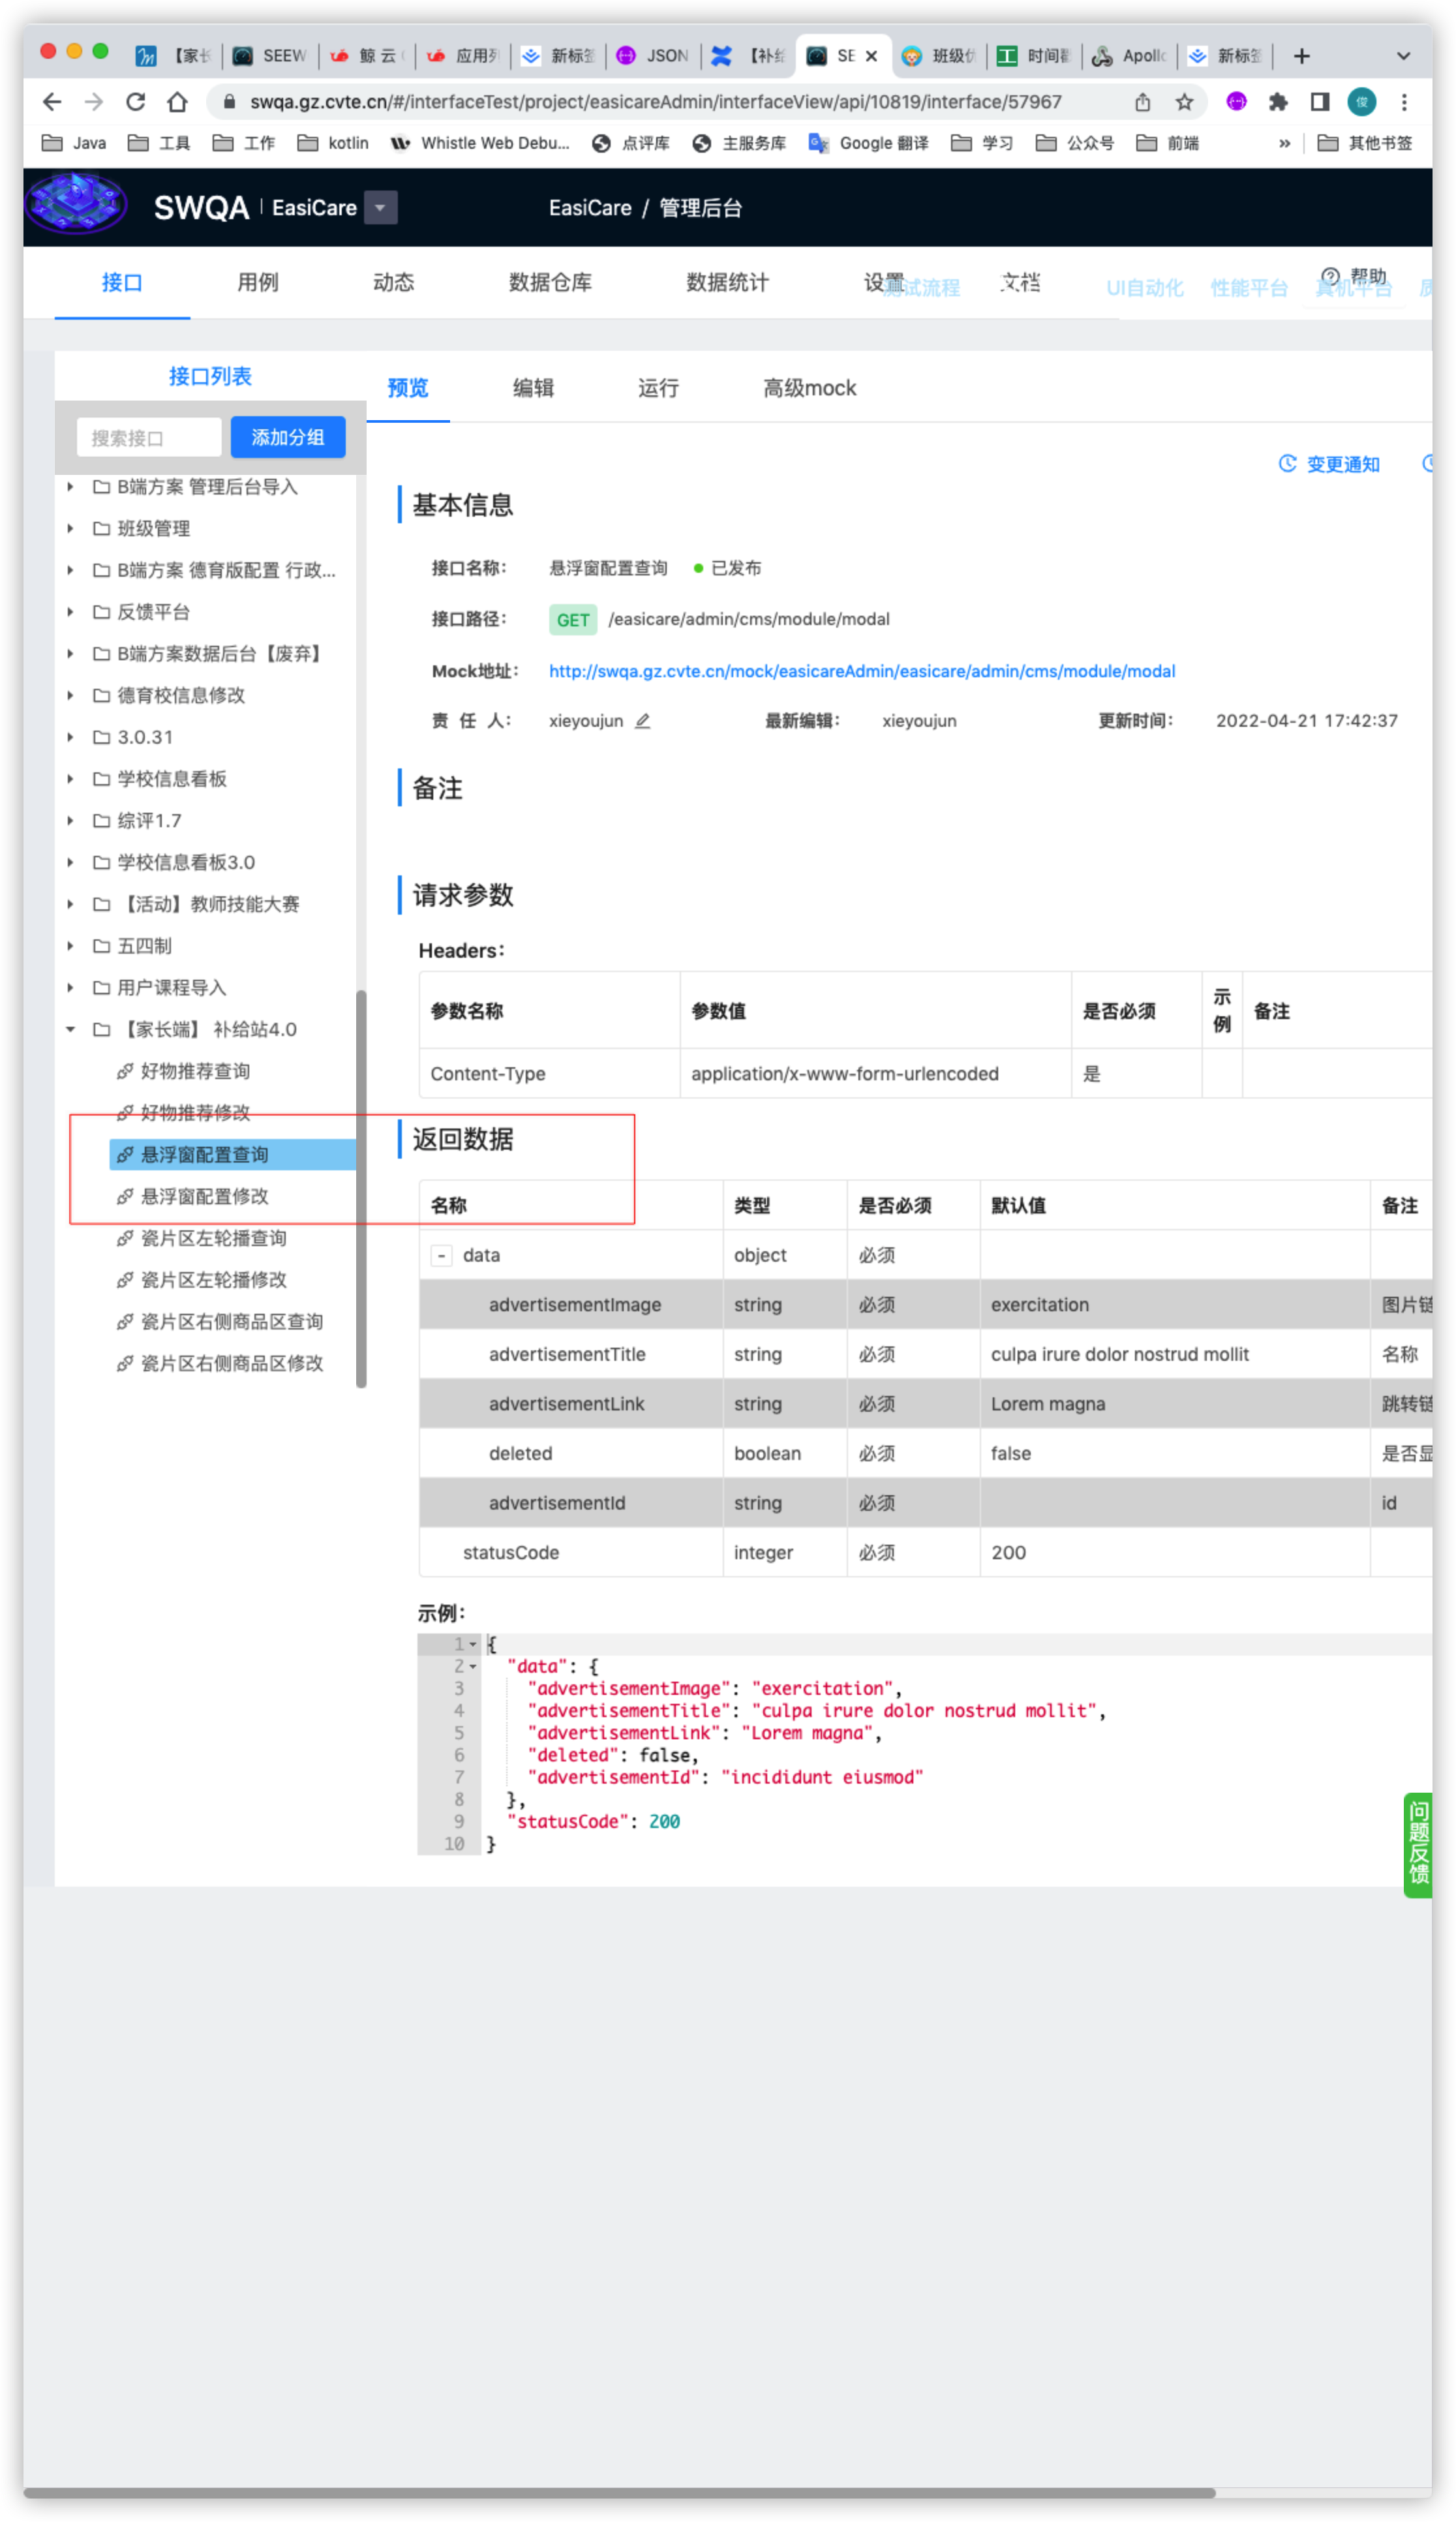 【家长
SEEW
鲸 云
应用列
新标签
JSON
【补给
SE
班级优
时间
Apollo
新标签
swqa.gz.cvte.cn/#/interfaceTest/project/easicareAdmin/interfaceView/api/10819/interface/57967
俊
Java
工具
工作
kotlin
Whistle Web Debu...
点评库
主服务库
Google 翻译
学习
公众号
前端
»
其他书签
SWQA
EasiCare
EasiCare / 管理后台
接口
用例
动态
数据仓库
数据统计
设置
测试流程
文档
UI自动化
性能平台
帮助
真机平台
接口列表
搜索接口
添加分组
B端方案 管理后台导入
班级管理
B端方案 德育版配置 行政...
反馈平台
B端方案数据后台【废弃】
德育校信息修改
3.0.31
学校信息看板
综评1.7
学校信息看板3.0
【活动】教师技能大赛
五四制
用户课程导入
【家长端】 补给站4.0
好物推荐查询
好物推荐修改
悬浮窗配置查询
悬浮窗配置修改
瓷片区左轮播查询
瓷片区左轮播修改
瓷片区右侧商品区查询
瓷片区右侧商品区修改
预览
编辑
运行
高级mock
变更通知
基本信息
接口名称： 悬浮窗配置查询 已发布
接口路径： GET /easicare/admin/cms/module/modal
Mock地址： http://swqa.gz.cvte.cn/mock/easicareAdmin/easicare/admin/cms/module/modal
责 任 人： xieyoujun 最新编辑： xieyoujun 更新时间： 2022-04-21 17:42:37
备注
请求参数
Headers：
参数名称 参数值 是否必须 示例 备注
Content-Type application/x-www-form-urlencoded 是
返回数据
名称 类型 是否必须 默认值 备注
- data object 必须
advertisementImage string 必须 exercitation 图片链
advertisementTitle string 必须 culpa irure dolor nostrud mollit 名称
advertisementLink string 必须 Lorem magna 跳转链
deleted boolean 必须 false 是否显
advertisementId string 必须 id
statusCode integer 必须 200
示例：
1 {
2 "data": {
3 "advertisementImage": "exercitation",
4 "advertisementTitle": "culpa irure dolor nostrud mollit",
5 "advertisementLink": "Lorem magna",
6 "deleted": false,
7 "advertisementId": "incididunt eiusmod"
8 },
9 "statusCode": 200
10 }
问题反馈